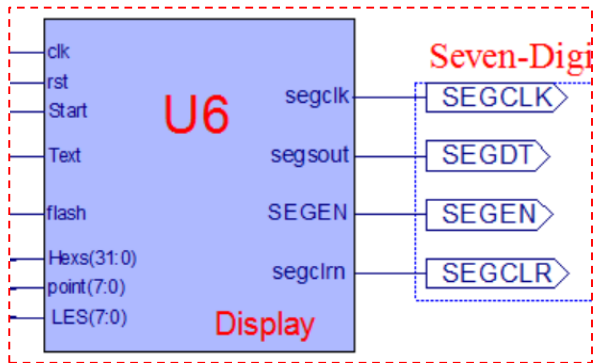 Seven-Digi
clk
rst
Start
Text
flash
Hexs(31:0)
point(7:0)
LES(7:0)
U6
Display
segclk
segsout
SEGEN
segclrn
SEGCLK
SEGDT
SEGEN
SEGCLR